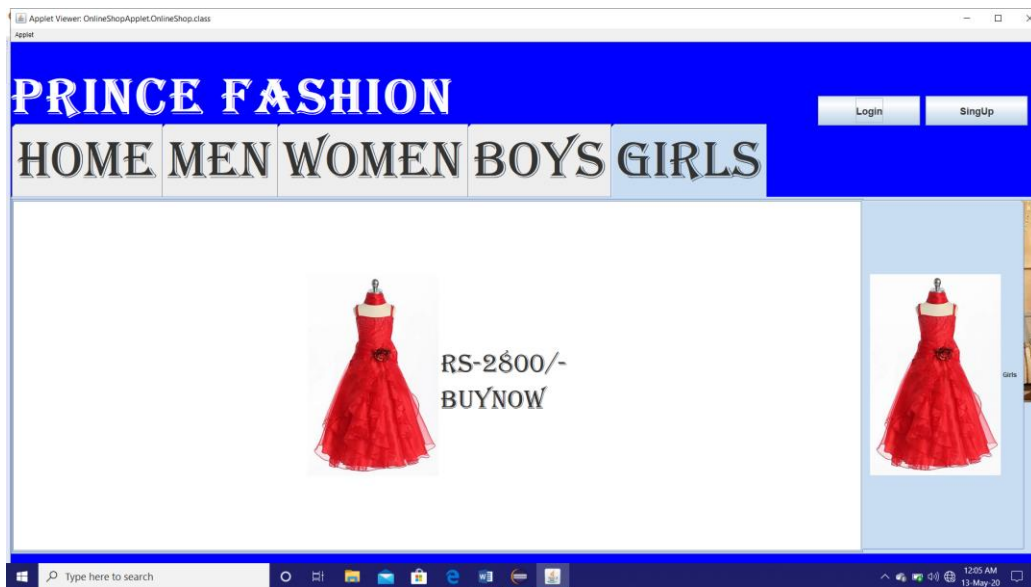 Applet Viewer: OnlineShopApplet.OnlineShop.class
Applet
PRINCE FASHION
Login
SingUp
HOME MEN WOMEN BOYS GIRLS
RS-2800/-
BUYNOW
Girls
Type here to search
12:05 AM
13-May-20